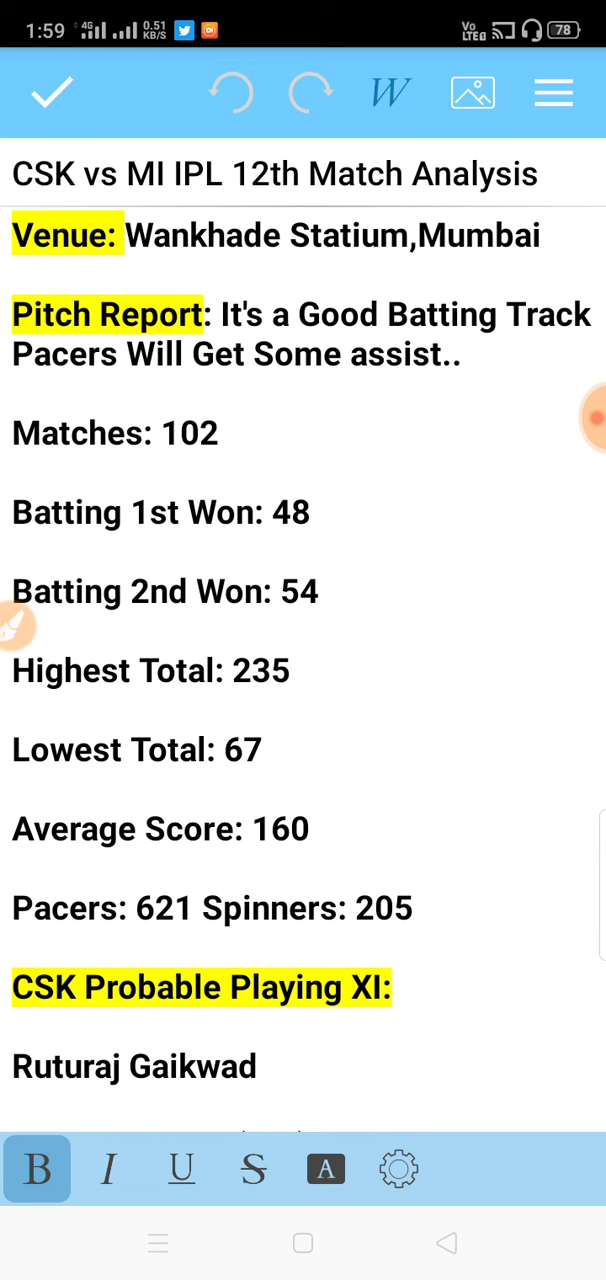 1:59 4G 0.51 KB/S Vo LTE 78
W
CSK vs MI IPL 12th Match Analysis
Venue: Wankhade Statium,Mumbai
Pitch Report: It's a Good Batting Track
Pacers Will Get Some assist..
Matches: 102
Batting 1st Won: 48
Batting 2nd Won: 54
Highest Total: 235
Lowest Total: 67
Average Score: 160
Pacers: 621 Spinners: 205
CSK Probable Playing XI:
Ruturaj Gaikwad
B I U S A